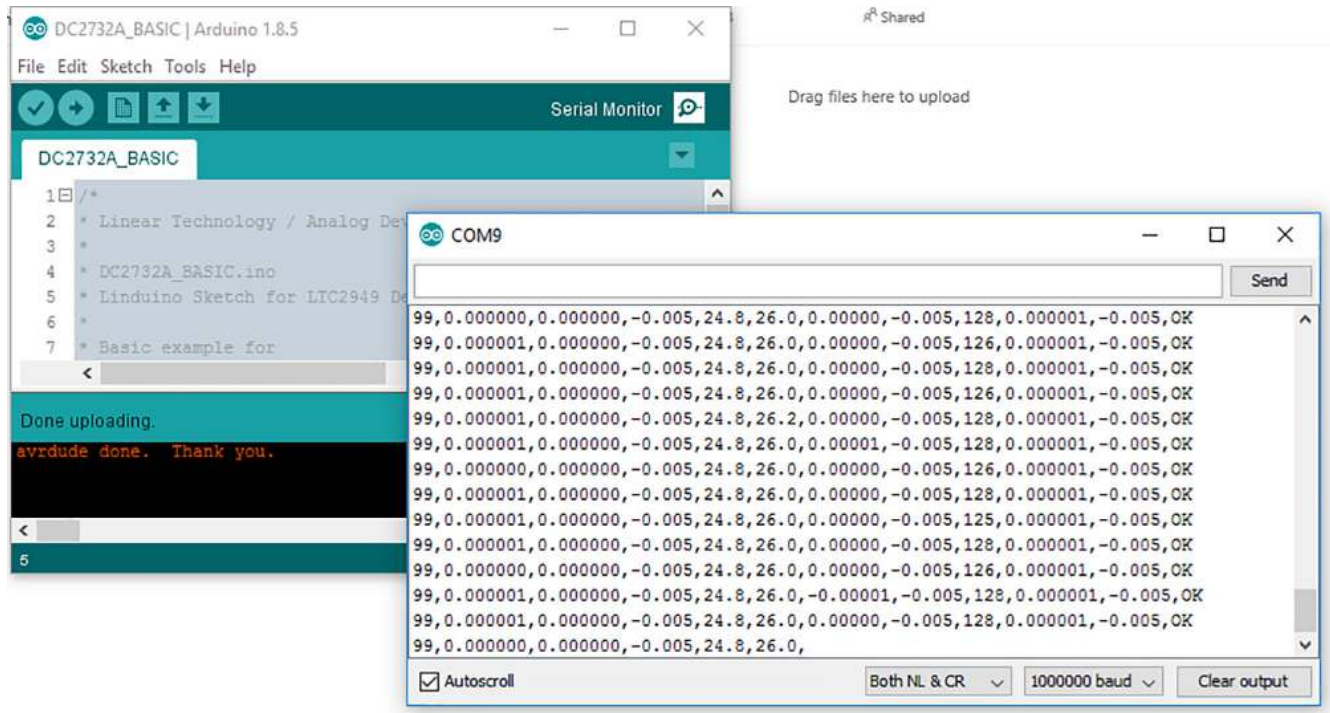 DC2732A_BASIC | Arduino 1.8.5
File Edit Sketch Tools Help
Serial Monitor
DC2732A_BASIC
1 /*
2 * Linear Technology / Analog Dev
3 *
4 * DC2732A_BASIC.ino
5 * Linduino Sketch for LTC2949 De
6 *
7 * Basic example for
Done uploading.
avrdude done. Thank you.
5
Shared
Drag files here to upload
COM9
Send
99,0.000000,0.000000,-0.005,24.8,26.0,0.00000,-0.005,128,0.000001,-0.005,OK
99,0.000001,0.000000,-0.005,24.8,26.0,0.00000,-0.005,126,0.000001,-0.005,OK
99,0.000001,0.000000,-0.005,24.8,26.0,0.00000,-0.005,128,0.000001,-0.005,OK
99,0.000001,0.000000,-0.005,24.8,26.0,0.00000,-0.005,126,0.000001,-0.005,OK
99,0.000001,0.000000,-0.005,24.8,26.2,0.00000,-0.005,128,0.000001,-0.005,OK
99,0.000001,0.000000,-0.005,24.8,26.0,0.00001,-0.005,128,0.000001,-0.005,OK
99,0.000000,0.000000,-0.005,24.8,26.0,0.00000,-0.005,126,0.000001,-0.005,OK
99,0.000001,0.000000,-0.005,24.8,26.0,0.00000,-0.005,128,0.000001,-0.005,OK
99,0.000001,0.000000,-0.005,24.8,26.0,0.00000,-0.005,125,0.000001,-0.005,OK
99,0.000001,0.000000,-0.005,24.8,26.0,0.00000,-0.005,128,0.000001,-0.005,OK
99,0.000000,0.000000,-0.005,24.8,26.0,0.00000,-0.005,126,0.000001,-0.005,OK
99,0.000001,0.000000,-0.005,24.8,26.0,-0.00001,-0.005,128,0.000001,-0.005,OK
99,0.000001,0.000000,-0.005,24.8,26.0,0.00000,-0.005,128,0.000001,-0.005,OK
99,0.000000,0.000000,-0.005,24.8,26.0,
Autoscroll
Both NL & CR
1000000 baud
Clear output